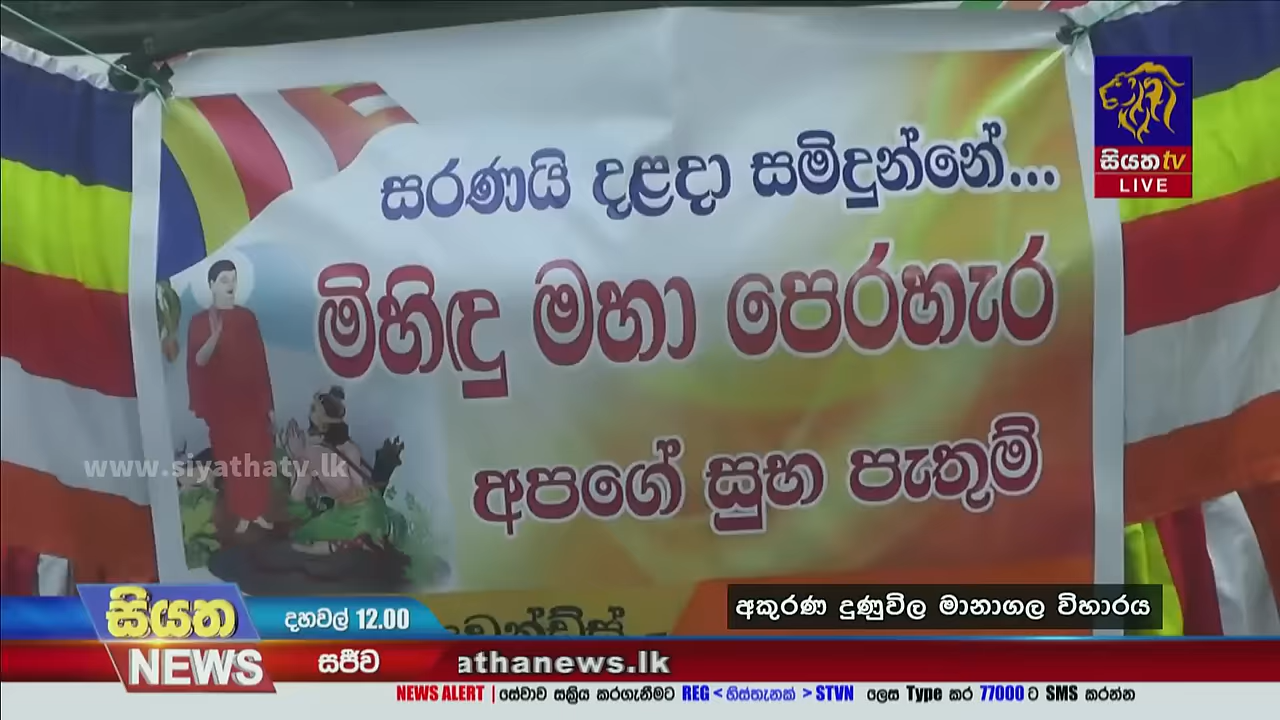 සරණයි දළදා සමිඳුන්නේ...
මිහිඳු මහා පෙරහැර
අපගේ සුභ පැතුම්
සියත tv
LIVE
www.siyathatv.lk
අකුරණ දුණුවිල මානාගල විහාරය
සියත
NEWS
දහවල් 12.00
සජීව
athanews.lk
NEWS ALERT | සේවාව සක්‍රිය කරගැනීමට REG < හිස්තැනක් > STVN ලෙස Type කර 77000 ට SMS කරන්න